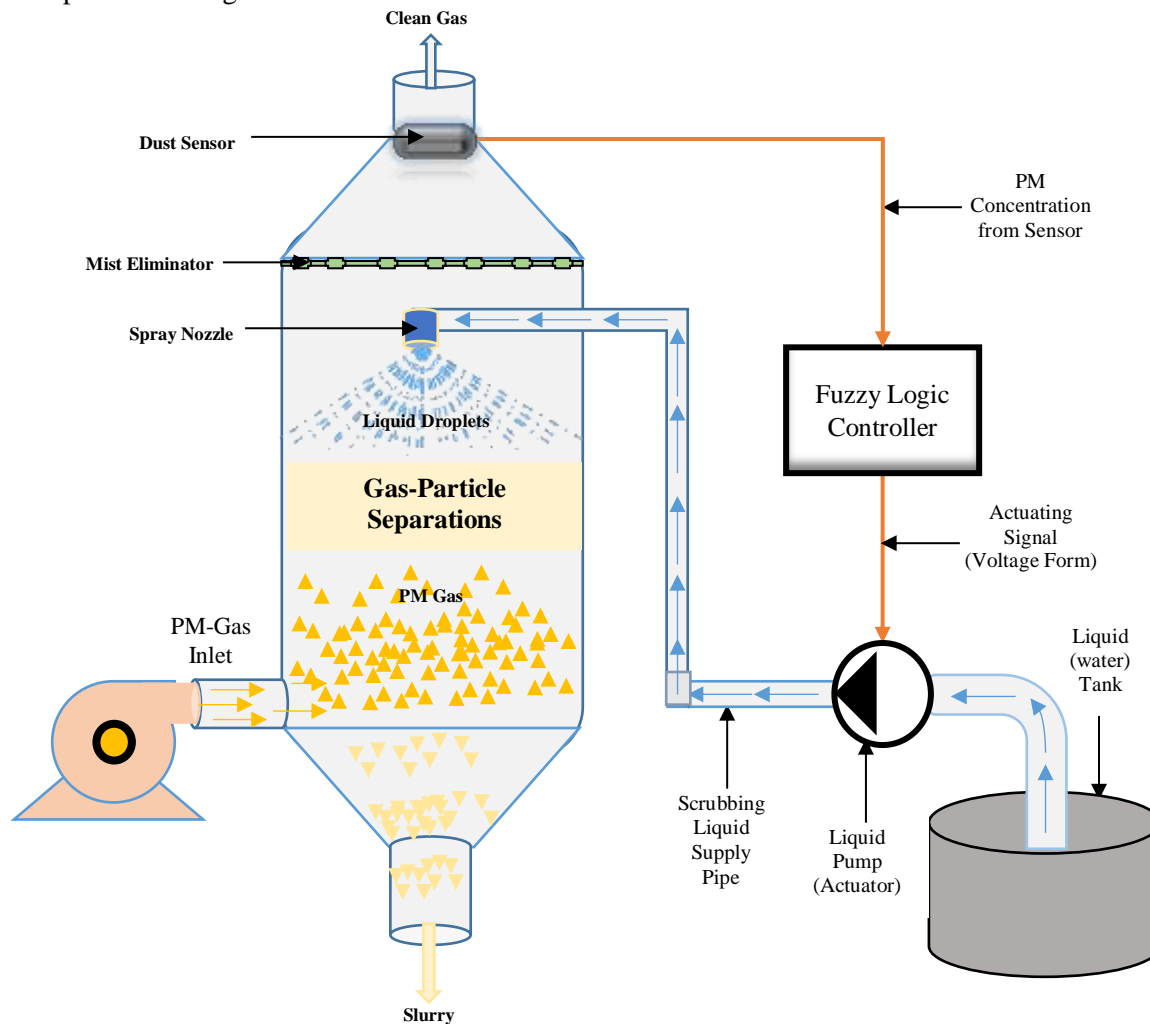 Clean Gas
Dust Sensor
PM
Concentration
from Sensor
Mist Eliminator
Spray Nozzle
Fuzzy Logic
Controller
Liquid Droplets
Gas-Particle
Separations
Actuating
Signal
(Voltage Form)
PM Gas
PM-Gas
Inlet
Liquid
(water)
Tank
Scrubbing
Liquid
Supply
Pipe
Liquid
Pump
(Actuator)
Slurry